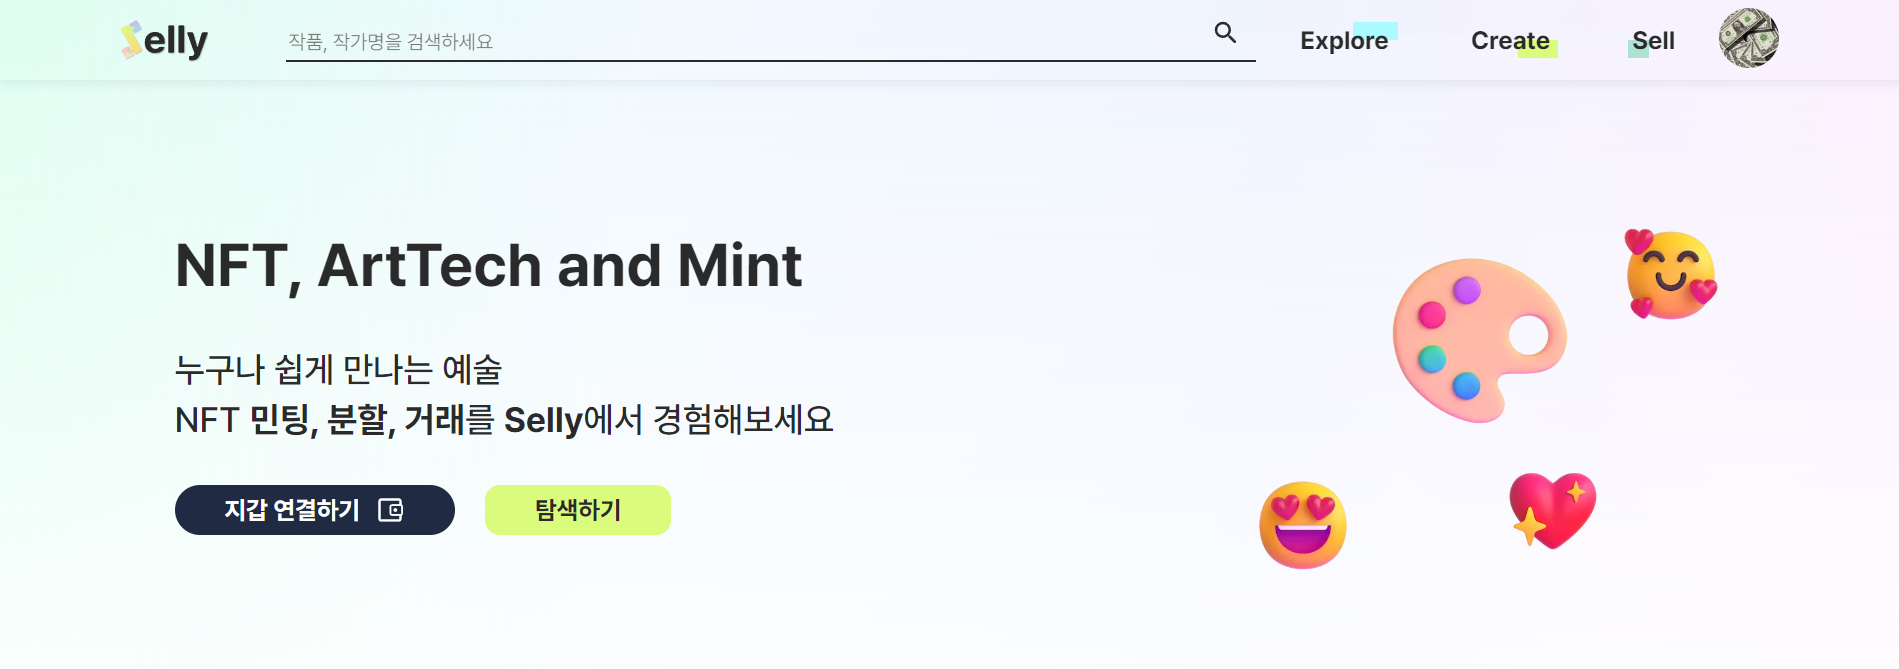 Selly
작품, 작가명을 검색하세요
Explore
Create
Sell
NFT, ArtTech and Mint
누구나 쉽게 만나는 예술
NFT 민팅, 분할, 거래를 Selly에서 경험해보세요
지갑 연결하기
탐색하기